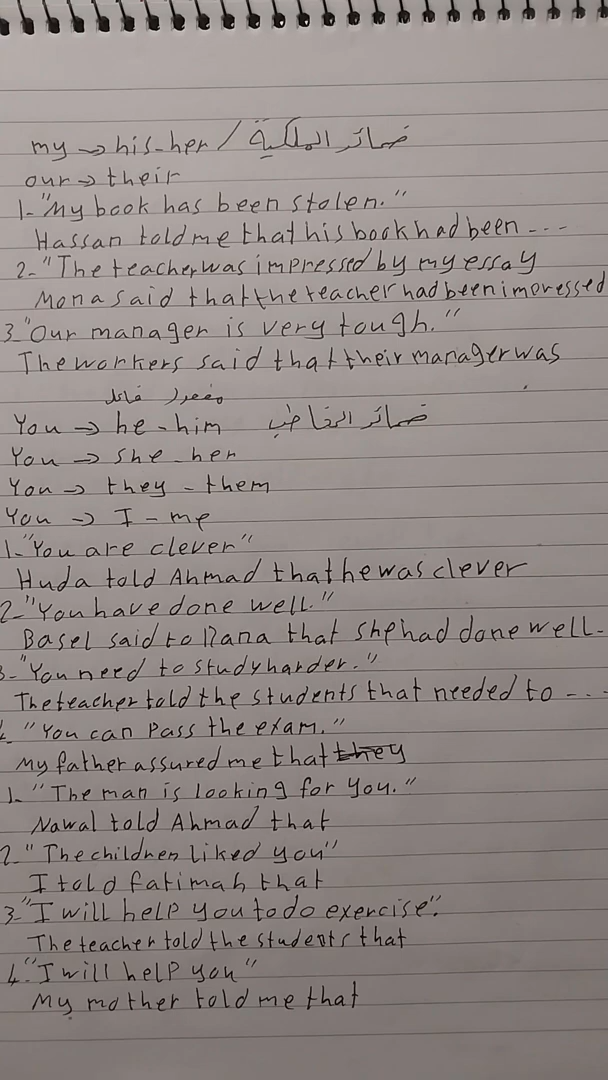 my → his - her / ضمائر الملكية
our → their
1- "My book has been stolen."
Hassan told me that his book had been ...
2- "The teacher was impressed by my essay
Mona said that the teacher had been impressed
3 "Our manager is very tough."
The workers said that their manager was
فاعل مفعول
You → he - him ضمائر المخاطب
You → she - her
You → they - them
You → I - me
1. "You are clever"
Huda told Ahmad that he was clever
2- "You have done well."
Basel said to Rana that she had done well -
3- "You need to study harder."
The teacher told the students that needed to - - -
4. "You can pass the exam."
My father assured me that they
1. "The man is looking for you."
Nawal told Ahmad that
2- "The children liked you"
I told fatimah that
3- "I will help you to do exercise".
The teacher told the students that
4. "I will help you"
My mother told me that